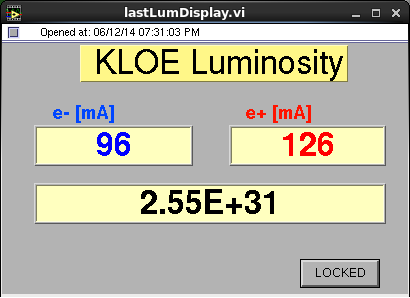 lastLumDisplay.vi
Opened at: 06/12/14 07:31:03 PM
KLOE Luminosity
e- [mA] e+ [mA]
96 126
2.55E+31
LOCKED